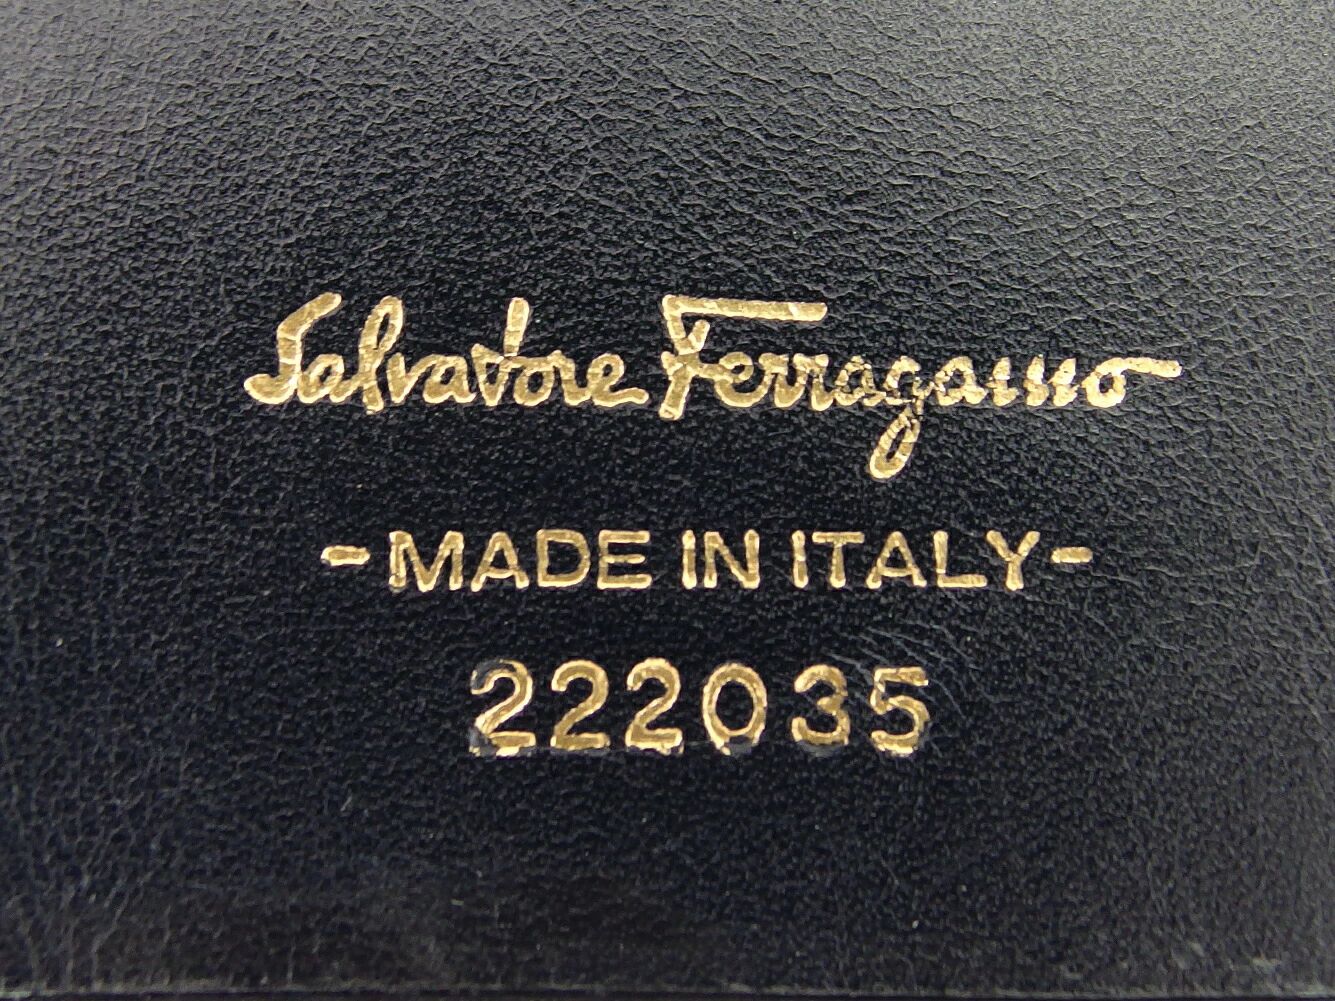 Salvatore Ferragamo
-MADE IN ITALY-
222035